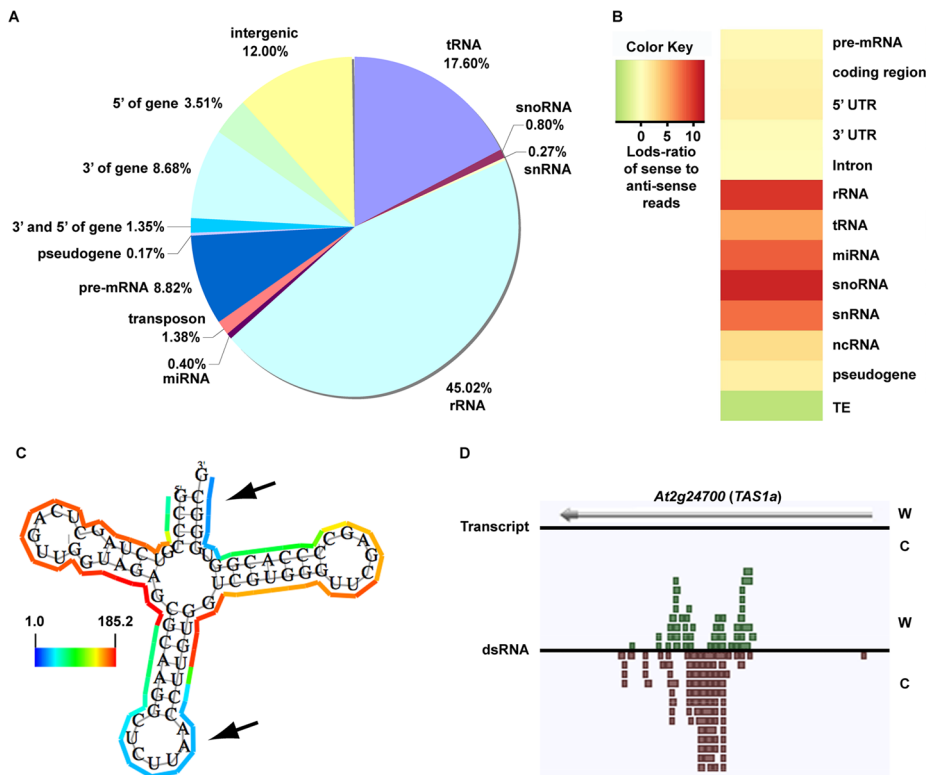 A
intergenic
12.00%
tRNA
17.60%
5’ of gene 3.51%
snoRNA
0.80%
0.27%
snRNA
3’ of gene 8.68%
3’ and 5’ of gene 1.35%
pseudogene 0.17%
pre-mRNA 8.82%
transposon
1.38%
0.40%
miRNA
45.02%
rRNA
B
Color Key
0 5 10
Lods-ratio
of sense to
anti-sense
reads
pre-mRNA
coding region
5’ UTR
3’ UTR
Intron
rRNA
tRNA
miRNA
snoRNA
snRNA
ncRNA
pseudogene
TE
C
3'
5'
1.0 185.2
D
At2g24700 (TAS1a)
W
Transcript
C
W
dsRNA
C